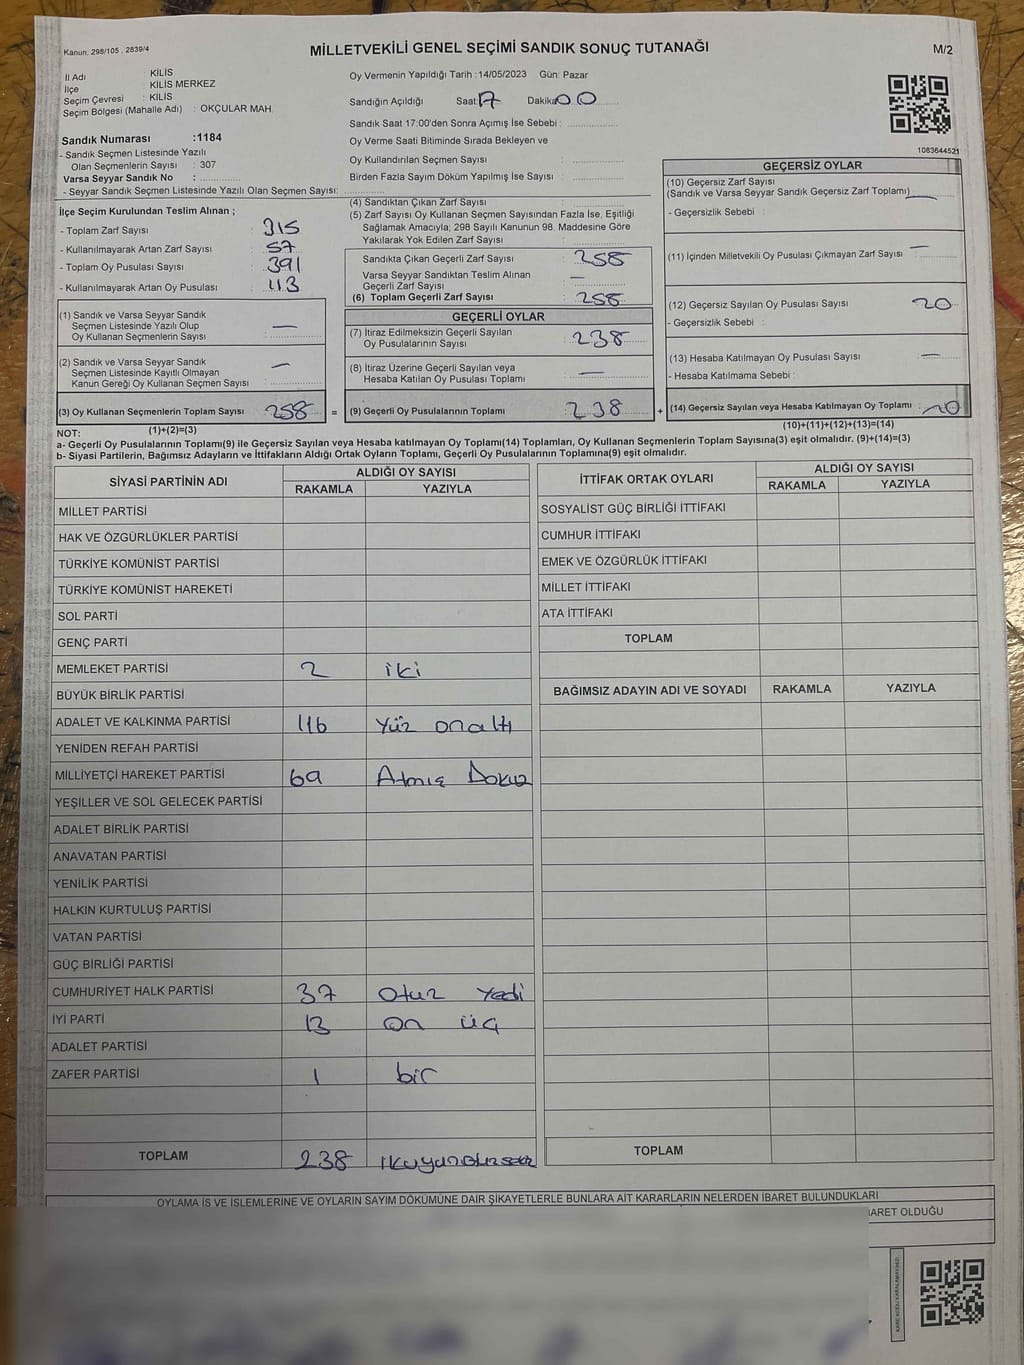 Kanun: 298/105 , 2839/4
MİLLETVEKİLİ GENEL SEÇİMİ SANDIK SONUÇ TUTANAĞI
M/2
İl Adı : KİLİS
İlçe : KİLİS MERKEZ
Seçim Çevresi : KİLİS
Seçim Bölgesi (Mahalle Adı) : OKÇULAR MAH.
Sandık Numarası :1184
- Sandık Seçmen Listesinde Yazılı
Olan Seçmenlerin Sayısı : 307
Varsa Seyyar Sandık No :
- Seyyar Sandık Seçmen Listesinde Yazılı Olan Seçmen Sayısı:
Oy Vermenin Yapıldığı Tarih :14/05/2023 Gün: Pazar
Sandığın Açıldığı Saat: 17 Dakika: 00
Sandık Saat 17:00'den Sonra Açımış İse Sebebi :
Oy Verme Saati Bitiminde Sırada Bekleyen ve
Oy Kullandırılan Seçmen Sayısı :
Birden Fazla Sayım Döküm Yapılmış İse Sayısı :
1083644521
İlçe Seçim Kurulundan Teslim Alınan ;
- Toplam Zarf Sayısı : 315
- Kullanılmayarak Artan Zarf Sayısı : 57
- Toplam Oy Pusulası Sayısı : 391
- Kullanılmayarak Artan Oy Pusulası : 113
(1) Sandık ve Varsa Seyyar Sandık
Seçmen Listesinde Yazılı Olup
Oy Kullanan Seçmenlerin Sayısı : —
(2) Sandık ve Varsa Seyyar Sandık
Seçmen Listesinde Kayıtlı Olmayan
Kanun Gereği Oy Kullanan Seçmen Sayısı : —
(3) Oy Kullanan Seçmenlerin Toplam Sayısı : 258 =
(1)+(2)=(3)
(4) Sandıktan Çıkan Zarf Sayısı :
(5) Zarf Sayısı Oy Kullanan Seçmen Sayısından Fazla İse, Eşitliği
Sağlamak Amacıyla; 298 Sayılı Kanunun 98. Maddesine Göre
Yakılarak Yok Edilen Zarf Sayısı :
Sandıkta Çıkan Geçerli Zarf Sayısı : 258
Varsa Seyyar Sandıktan Teslim Alınan
Geçerli Zarf Sayısı : —
(6) Toplam Geçerli Zarf Sayısı : 258
GEÇERLİ OYLAR
(7) İtiraz Edilmeksizin Geçerli Sayılan
Oy Pusulalarının Sayısı : 238
(8) İtiraz Üzerine Geçerli Sayılan veya
Hesaba Katılan Oy Pusulası Toplamı : —
(9) Geçerli Oy Pusulalarının Toplamı : 238 +
GEÇERSİZ OYLAR
(10) Geçersiz Zarf Sayısı
(Sandık ve Varsa Seyyar Sandık Geçersiz Zarf Toplamı) —
- Geçersizlik Sebebi :
(11) İçinden Milletvekili Oy Pusulası Çıkmayan Zarf Sayısı : —
(12) Geçersiz Sayılan Oy Pusulası Sayısı : 20
- Geçersizlik Sebebi :
(13) Hesaba Katılmayan Oy Pusulası Sayısı : —
- Hesaba Katılmama Sebebi :
(14) Geçersiz Sayılan veya Hesaba Katılmayan Oy Toplamı : 20
(10)+(11)+(12)+(13)=(14)
NOT:
a- Geçerli Oy Pusulalarının Toplamı(9) ile Geçersiz Sayılan veya Hesaba katılmayan Oy Toplamı(14) Toplamları, Oy Kullanan Seçmenlerin Toplam Sayısına(3) eşit olmalıdır. (9)+(14)=(3)
b- Siyasi Partilerin, Bağımsız Adayların ve İttifakların Aldığı Ortak Oyların Toplamı, Geçerli Oy Pusulalarının Toplamına(9) eşit olmalıdır.
SİYASİ PARTİNİN ADI ALDIĞI OY SAYISI
RAKAMLA YAZIYLA
MİLLET PARTİSİ
HAK VE ÖZGÜRLÜKLER PARTİSİ
TÜRKİYE KOMÜNİST PARTİSİ
TÜRKİYE KOMÜNİST HAREKETİ
SOL PARTİ
GENÇ PARTİ
MEMLEKET PARTİSİ 2 iki
BÜYÜK BİRLİK PARTİSİ
ADALET VE KALKINMA PARTİSİ 116 Yüz onaltı
YENİDEN REFAH PARTİSİ
MİLLİYETÇİ HAREKET PARTİSİ 69 Atmış Dokuz
YEŞİLLER VE SOL GELECEK PARTİSİ
ADALET BİRLİK PARTİSİ
ANAVATAN PARTİSİ
YENİLİK PARTİSİ
HALKIN KURTULUŞ PARTİSİ
VATAN PARTİSİ
GÜÇ BİRLİĞİ PARTİSİ
CUMHURİYET HALK PARTİSİ 37 Otuz Yedi
İYİ PARTİ 13 on üç
ADALET PARTİSİ
ZAFER PARTİSİ 1 bir
TOPLAM 238
İTTİFAK ORTAK OYLARI ALDIĞI OY SAYISI
RAKAMLA YAZIYLA
SOSYALİST GÜÇ BİRLİĞİ İTTİFAKI
CUMHUR İTTİFAKI
EMEK VE ÖZGÜRLÜK İTTİFAKI
MİLLET İTTİFAKI
ATA İTTİFAKI
TOPLAM
BAĞIMSIZ ADAYIN ADI VE SOYADI RAKAMLA YAZIYLA
TOPLAM
OYLAMA İŞ VE İŞLEMLERİNE VE OYLARIN SAYIM DÖKÜMÜNE DAİR ŞİKAYETLERLE BUNLARA AİT KARARLARIN NELERDEN İBARET BULUNDUKLARI
BARET OLDUĞU